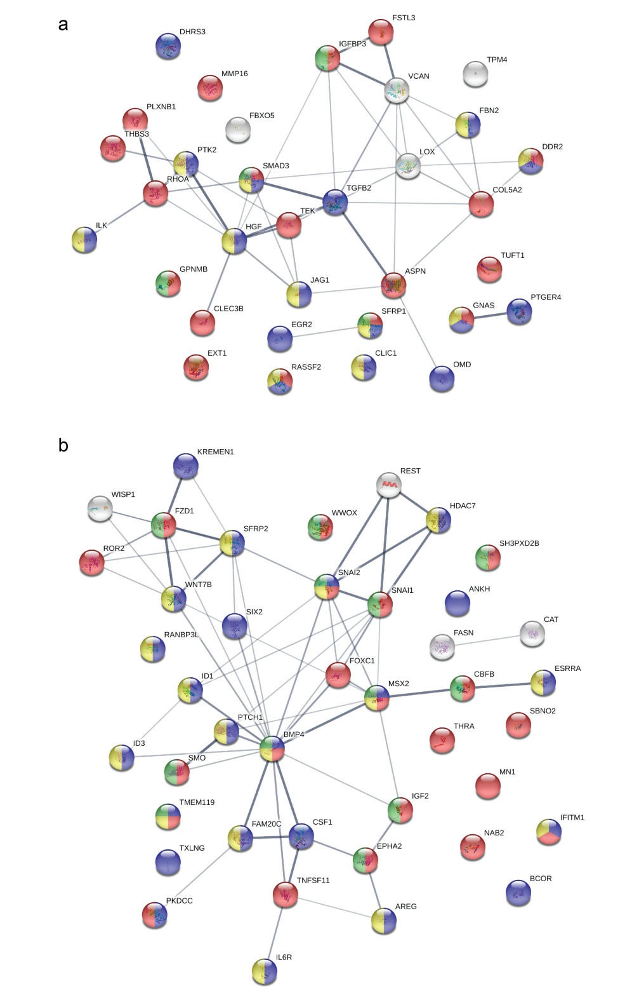 a
FSTL3
DHRS3
IGFBP3
TPM4
MMP16
VCAN
PLXNB1
FBXO5
FBN2
THBS3
PTK2
DDR2
LOX
SMAD3
RHOA
TGFB2
COL5A2
TEK
ILK
HGF
TUFT1
GPNMB
ASPN
JAG1
PTGER4
GNAS
CLEC3B
SFRP1
EGR2
EXT1
CLIC1
RASSF2
OMD
b
KREMEN1
REST
WISP1
HDAC7
FZD1
WWOX
SFRP2
SH3PXD2B
ROR2
SNAI2
WNT7B
SNAI1
ANKH
SIX2
CAT
RANBP3L
FASN
FOXC1
ESRRA
ID1
CBFB
MSX2
SBNO2
PTCH1
THRA
BMP4
ID3
SMO
MN1
IGF2
TMEM119
IFITM1
FAM20C
CSF1
NAB2
EPHA2
TXLNG
BCOR
TNFSF11
PKDCC
AREG
IL6R